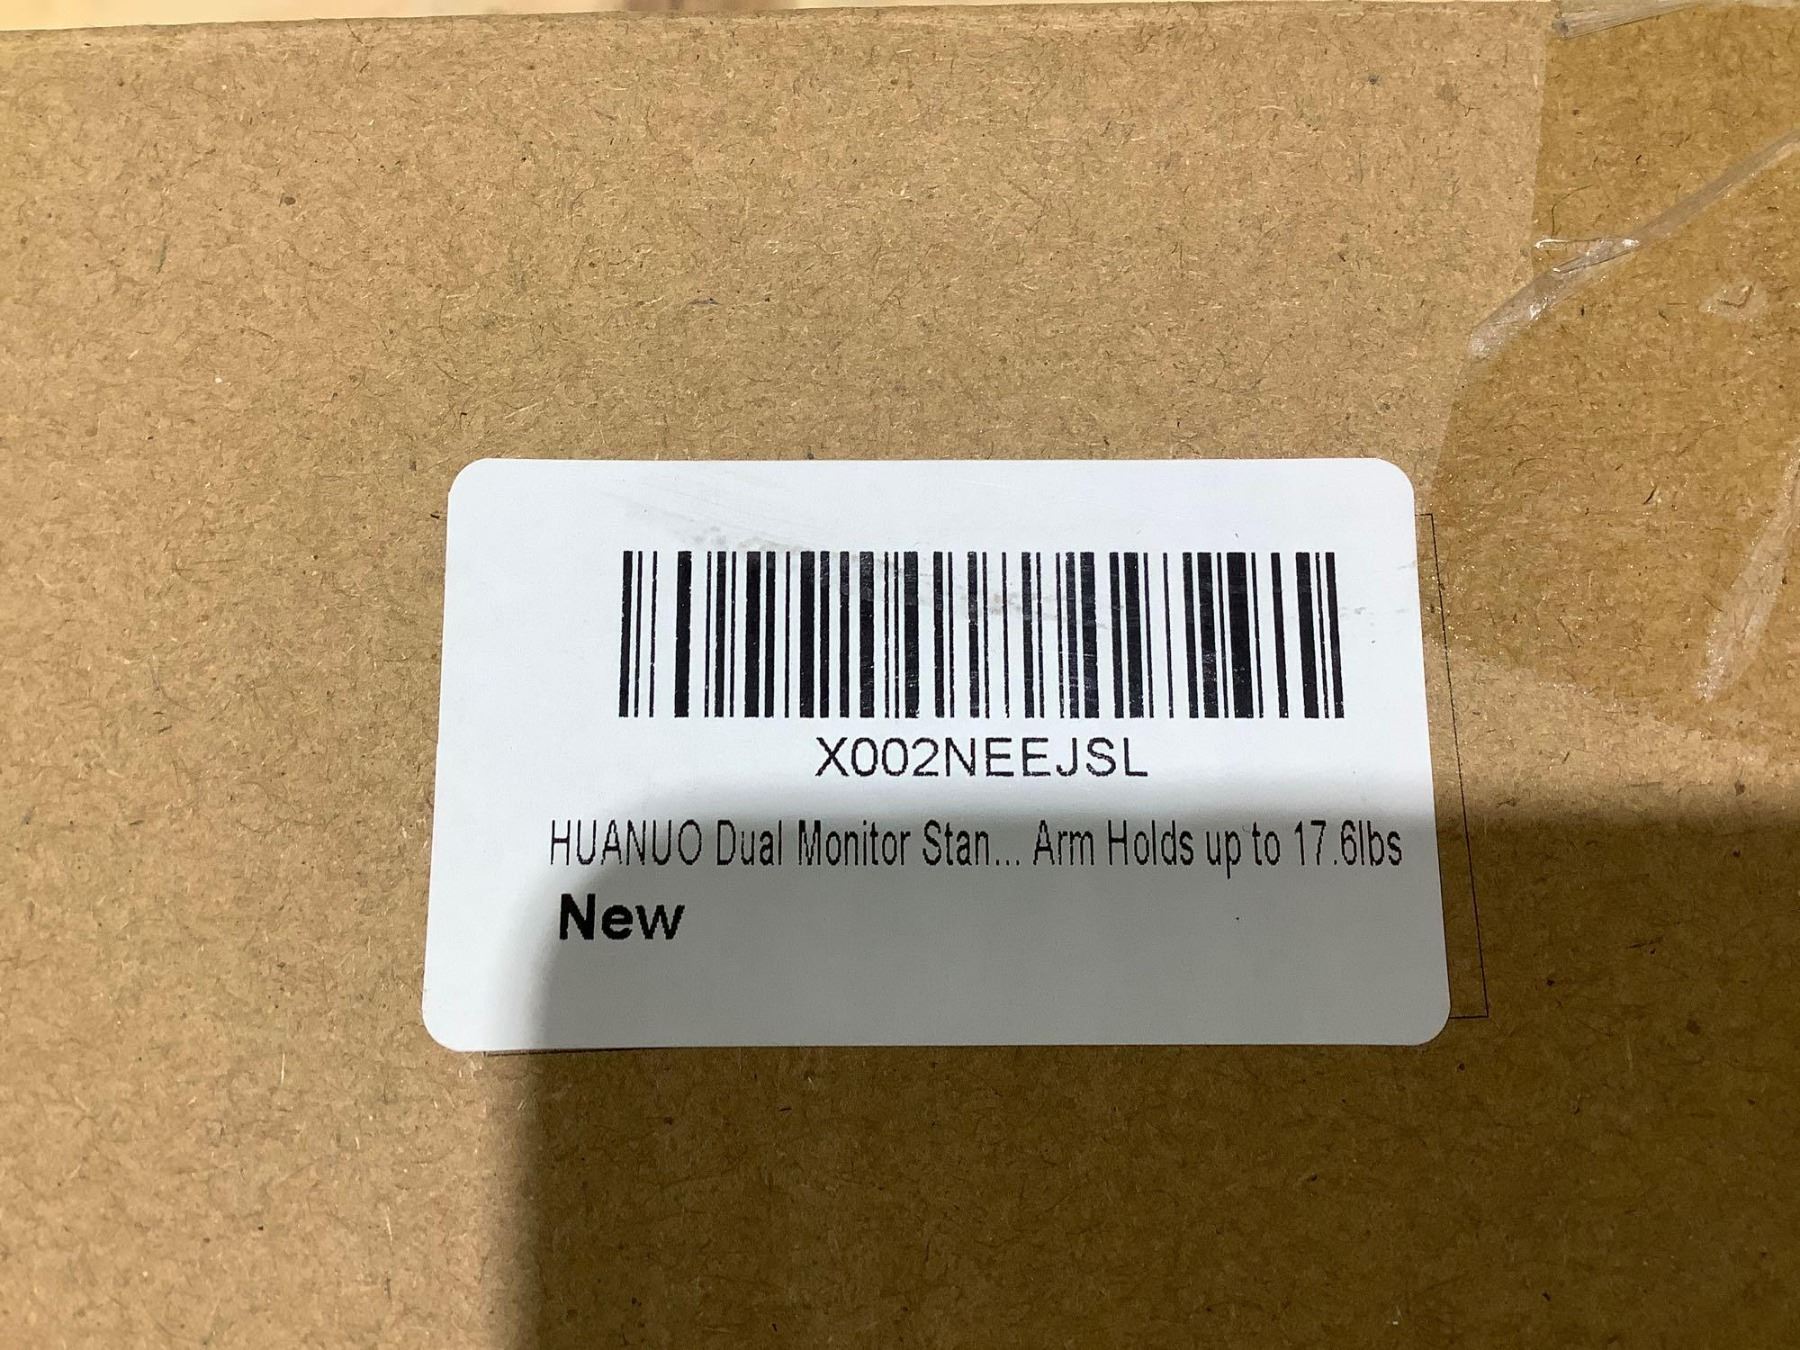 X002NEEJSL
HUANUO Dual Monitor Stan... Arm Holds up to 17.6lbs
New